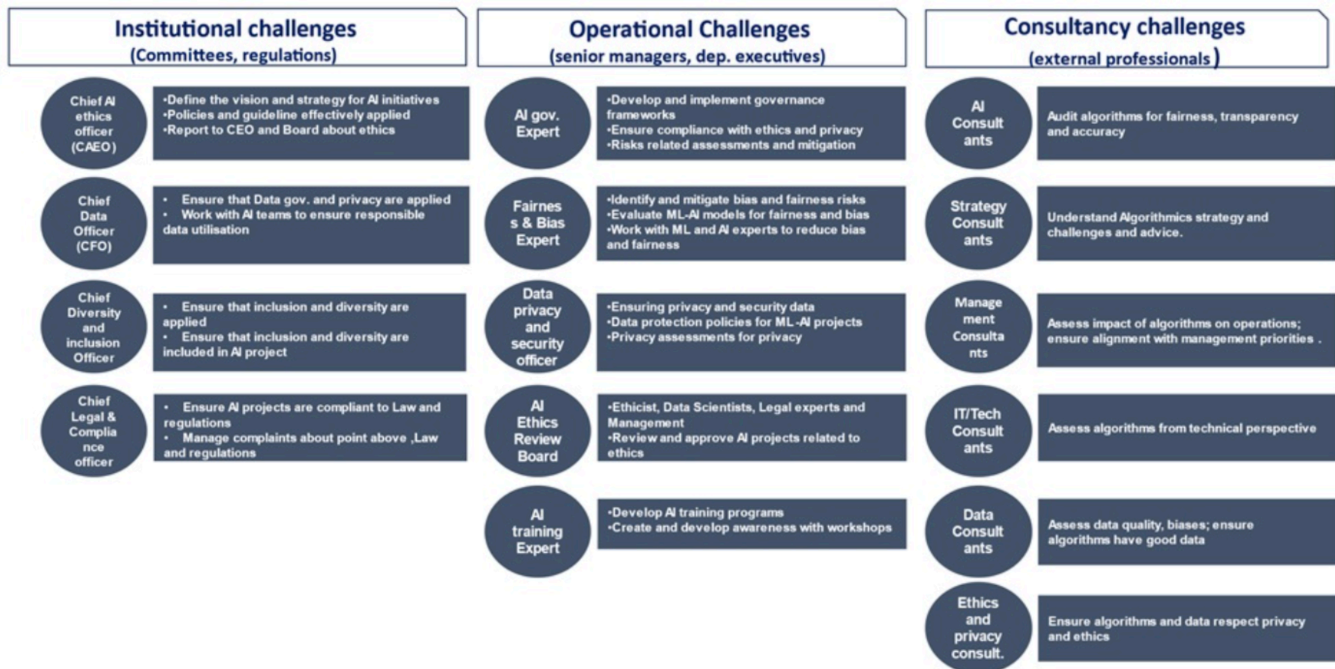 Institutional challenges
(Committees, regulations)
Chief AI
ethics
officer
(CAEO)
•Define the vision and strategy for AI initiatives
•Policies and guideline effectively applied
•Report to CEO and Board about ethics
Chief
Data
Officer
(CFO)
• Ensure that Data gov. and privacy are applied
• Work with AI teams to ensure responsible
data utilisation
Chief
Diversity
and
inclusion
Officer
• Ensure that inclusion and diversity are
applied
• Ensure that inclusion and diversity are
included in AI project
Chief
Legal &
Complia
nce
officer
• Ensure AI projects are compliant to Law and
regulations
• Manage complaints about point above ,Law
and regulations
Operational Challenges
(senior managers, dep. executives)
AI gov.
Expert
•Develop and implement governance
frameworks
•Ensure compliance with ethics and privacy
•Risks related assessments and mitigation
Fairnes
s & Bias
Expert
•Identify and mitigate bias and fairness risks
•Evaluate ML-AI models for fairness and bias
•Work with ML and AI experts to reduce bias
and fairness
Data
privacy
and
security
officer
•Ensuring privacy and security data
•Data protection policies for ML-AI projects
•Privacy assessments for privacy
AI
Ethics
Review
Board
•Ethicist, Data Scientists, Legal experts and
Management
•Review and approve AI projects related to
ethics
AI
training
Expert
•Develop AI training programs
•Create and develop awareness with workshops
Consultancy challenges
(external professionals )
AI
Consult
ants
Audit algorithms for fairness, transparency
and accuracy
Strategy
Consult
ants
Understand Algorithmics strategy and
challenges and advice.
Manage
ment
Consulta
nts
Assess impact of algorithms on operations;
ensure alignment with management priorities .
IT/Tech
Consult
ants
Assess algorithms from technical perspective
Data
Consult
ants
Assess data quality, biases; ensure
algorithms have good data
Ethics
and
privacy
consult.
Ensure algorithms and data respect privacy
and ethics